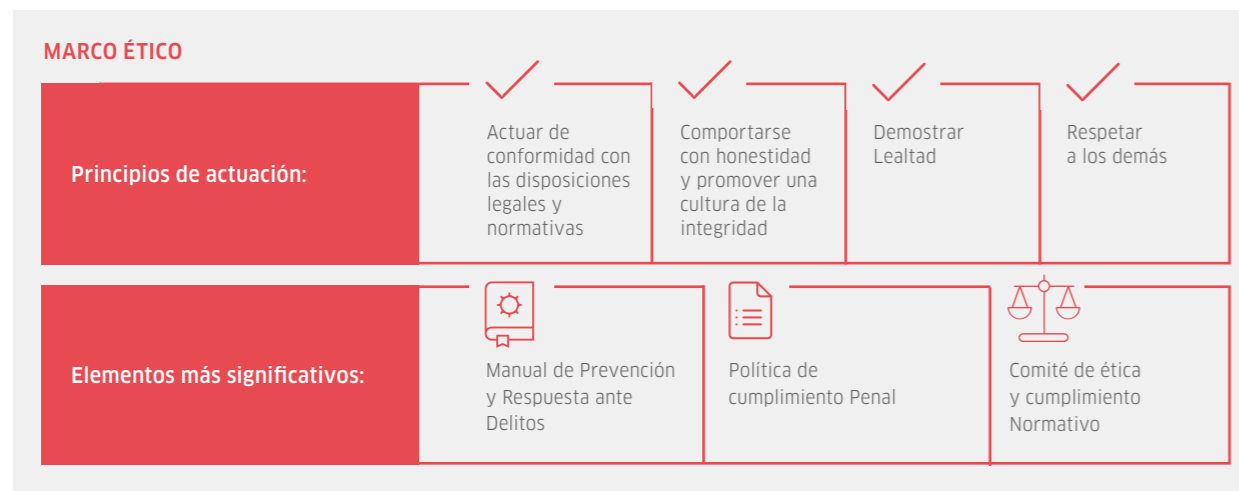 MARCO ÉTICO
Principios de actuación:
Actuar de
conformidad con
las disposiciones
legales y
normativas
Comportarse
con honestidad
y promover una
cultura de la
integridad
Demostrar
Lealtad
Respetar
a los demás
Elementos más significativos:
Manual de Prevención
y Respuesta ante
Delitos
Política de
cumplimiento Penal
Comité de ética
y cumplimiento
Normativo